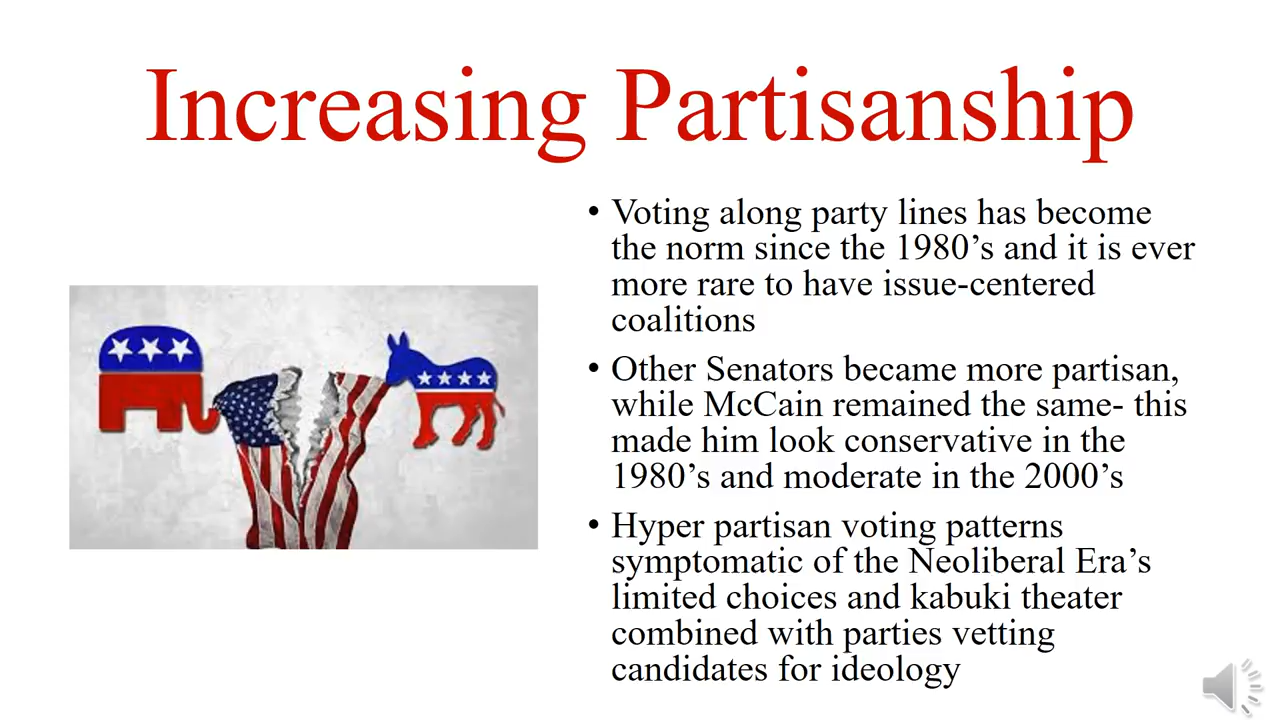 Increasing Partisanship
• Voting along party lines has become
the norm since the 1980’s and it is ever
more rare to have issue-centered
coalitions
• Other Senators became more partisan,
while McCain remained the same- this
made him look conservative in the
1980’s and moderate in the 2000’s
• Hyper partisan voting patterns
symptomatic of the Neoliberal Era’s
limited choices and kabuki theater
combined with parties vetting
candidates for ideology